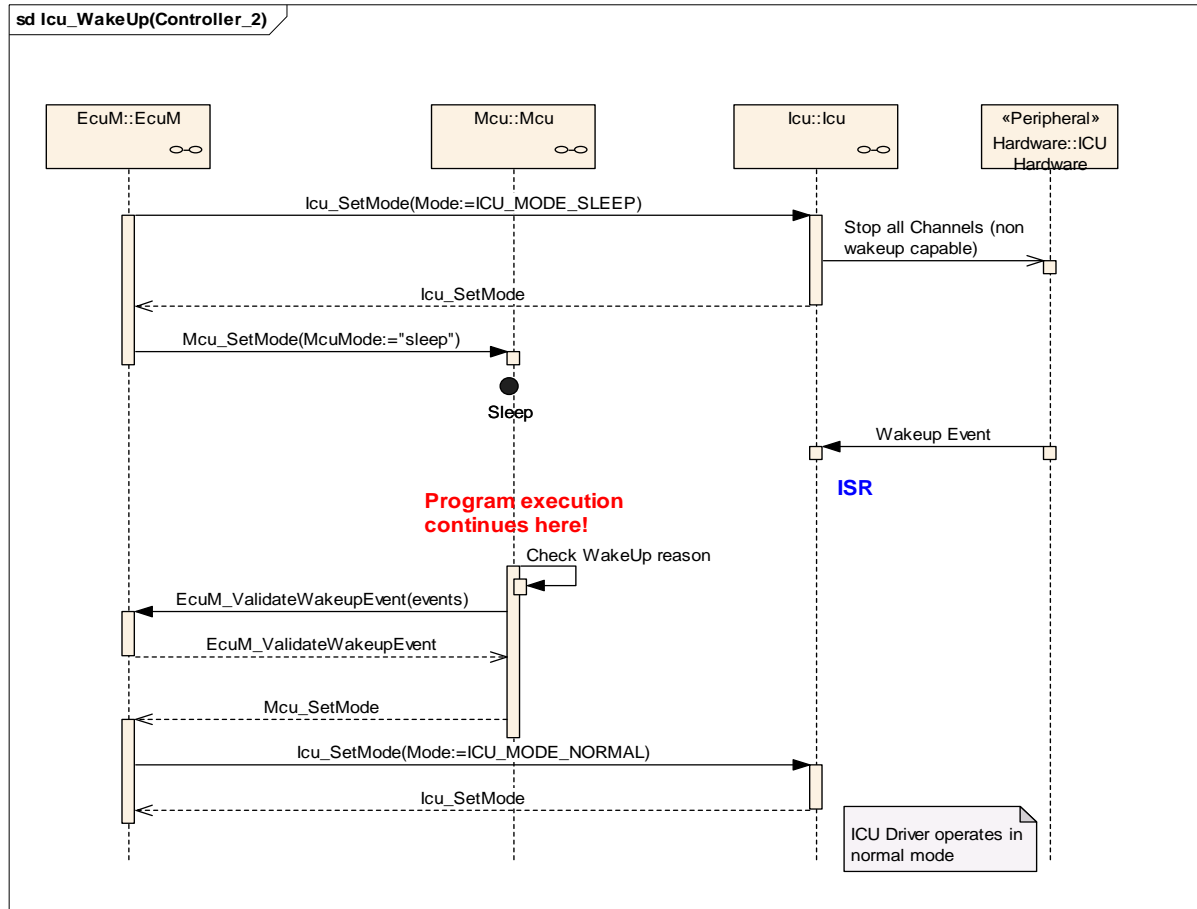 sd Icu_WakeUp(Controller_2)
EcuM::EcuM
Mcu::Mcu
Icu::Icu
«Peripheral»
Hardware::ICU
Hardware
Icu_SetMode(Mode:=ICU_MODE_SLEEP)
Stop all Channels (non
wakeup capable)
Icu_SetMode
Mcu_SetMode(McuMode:="sleep")
Sleep
Wakeup Event
ISR
Program execution
continues here!
Check WakeUp reason
EcuM_ValidateWakeupEvent(events)
EcuM_ValidateWakeupEvent
Mcu_SetMode
Icu_SetMode(Mode:=ICU_MODE_NORMAL)
Icu_SetMode
ICU Driver operates in
normal mode